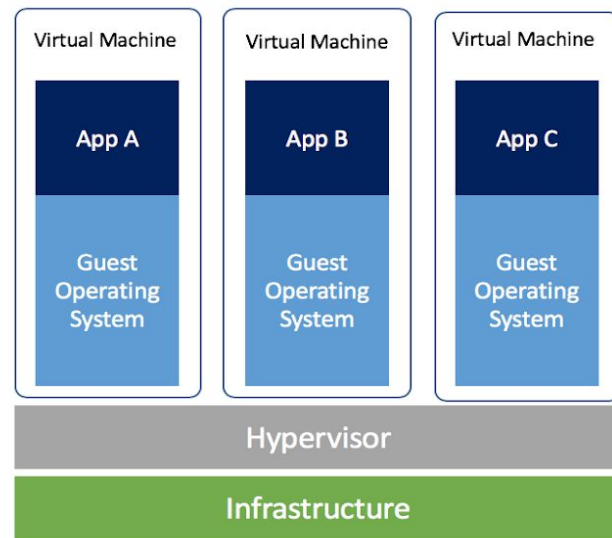 Virtual Machine
Virtual Machine
Virtual Machine
App A
App B
App C
Guest
Operating
System
Guest
Operating
System
Guest
Operating
System
Hypervisor
Infrastructure